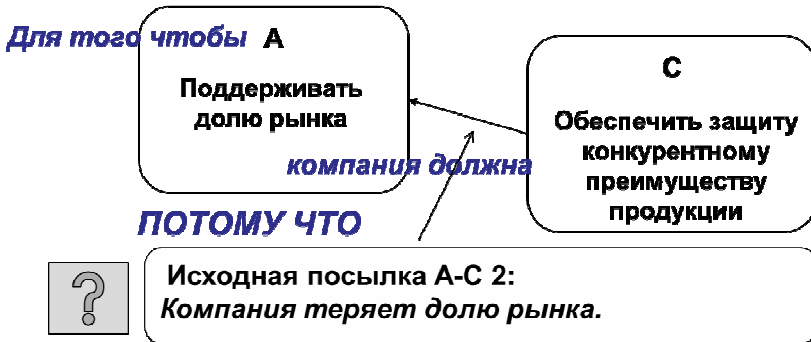 Для того чтобы A
Поддерживать
долю рынка
C
Обеспечить защиту
конкурентному
преимуществу
продукции
компания должна
ПОТОМУ ЧТО
?
Исходная посылка A-C 2:
Компания теряет долю рынка.